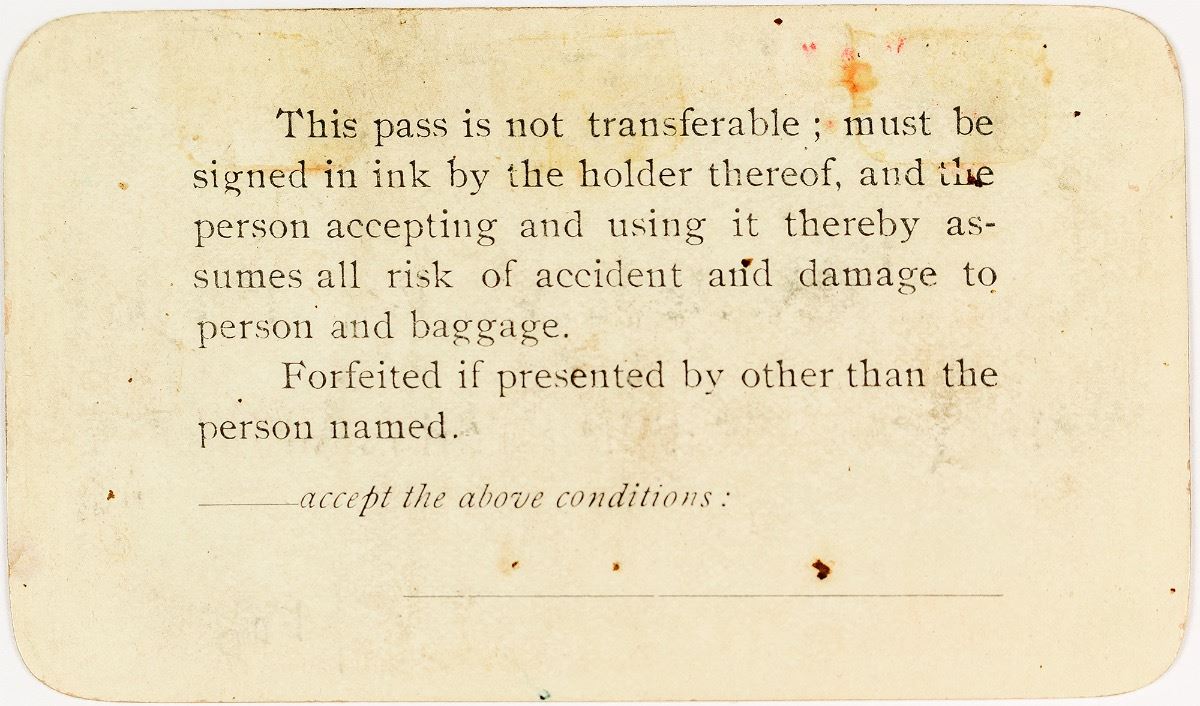 This pass is not transferable ; must be
signed in ink by the holder thereof, and the
person accepting and using it thereby as-
sumes all risk of accident and damage to
person and baggage.
Forfeited if presented by other than the
person named.
______accept the above conditions :